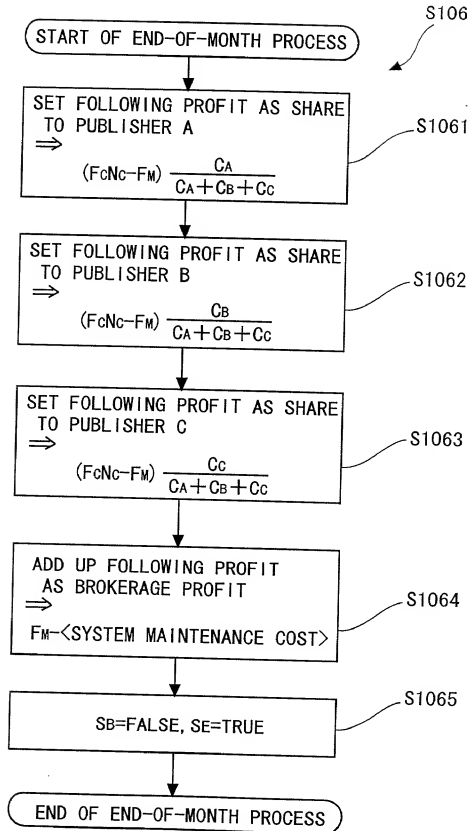 S106
START OF END-OF-MONTH PROCESS
SET FOLLOWING PROFIT AS SHARE
TO PUBLISHER A
⇒
(FCNC-FM) CA
CA+CB+CC
S1061
SET FOLLOWING PROFIT AS SHARE
TO PUBLISHER B
⇒
(FCNC-FM) CB
CA+CB+CC
S1062
SET FOLLOWING PROFIT AS SHARE
TO PUBLISHER C
⇒
(FCNC-FM) CC
CA+CB+CC
S1063
ADD UP FOLLOWING PROFIT
AS BROKERAGE PROFIT
⇒
FM-<SYSTEM MAINTENANCE COST>
S1064
SB=FALSE, SE=TRUE
S1065
END OF END-OF-MONTH PROCESS